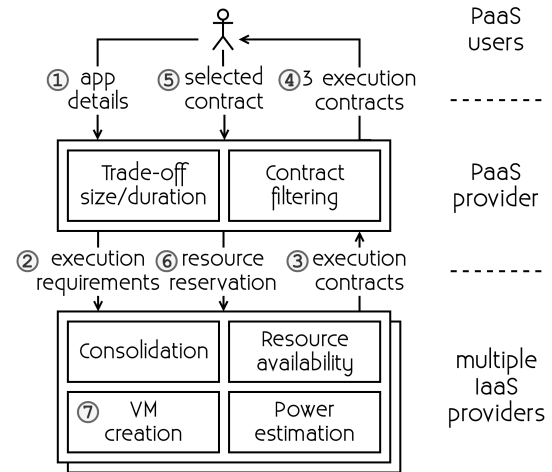 PaaS
users
① app
details
⑤ selected
contract
④ 3 execution
contracts
Trade-off
size/duration
Contract
filtering
PaaS
provider
② execution
requirements
⑥ resource
reservation
③ execution
contracts
Consolidation
Resource
availability
⑦ VM
creation
Power
estimation
multiple
IaaS
providers